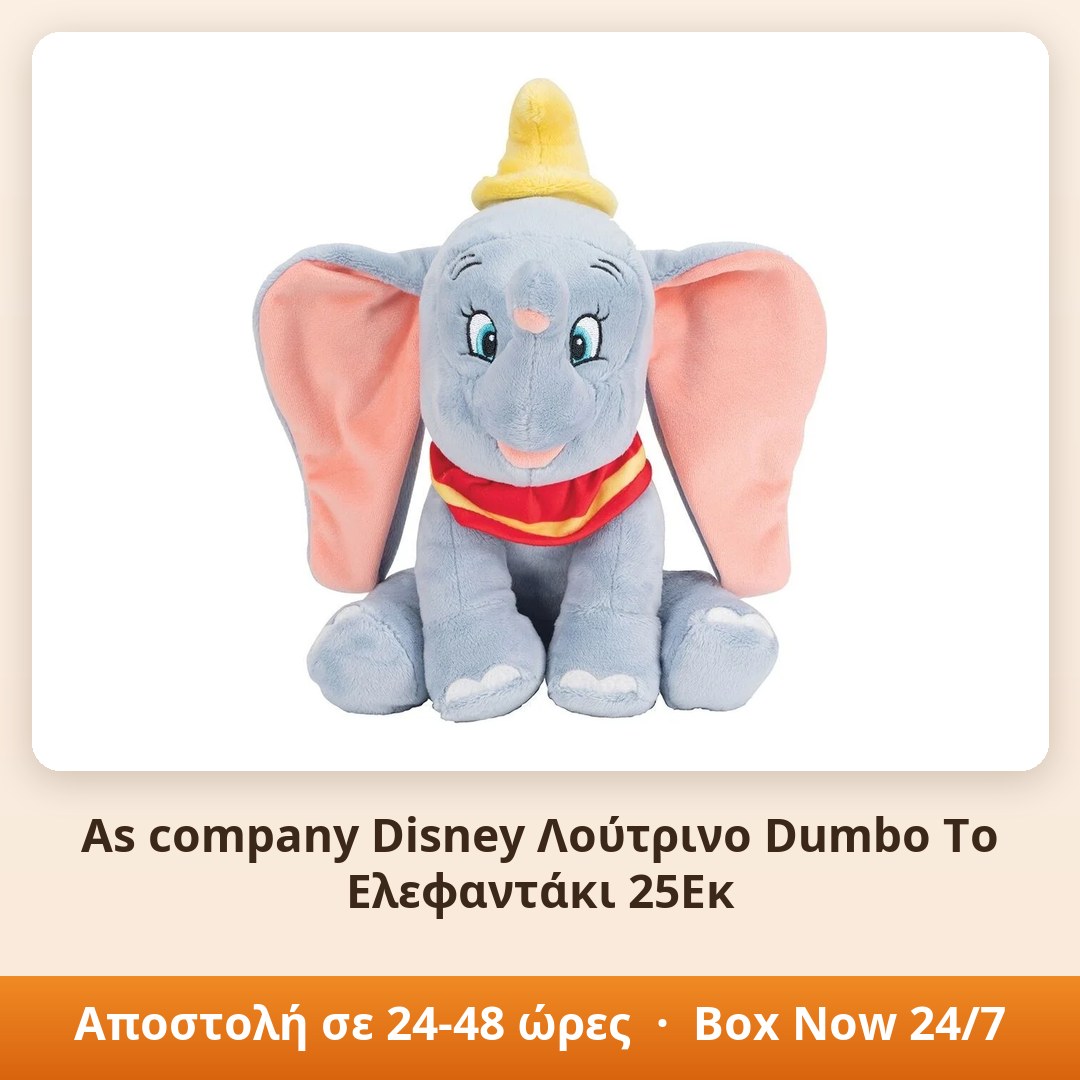 As company Disney Λούτρινο Dumbo Το
Ελεφαντάκι 25Εκ
Αποστολή σε 24-48 ώρες · Box Now 24/7